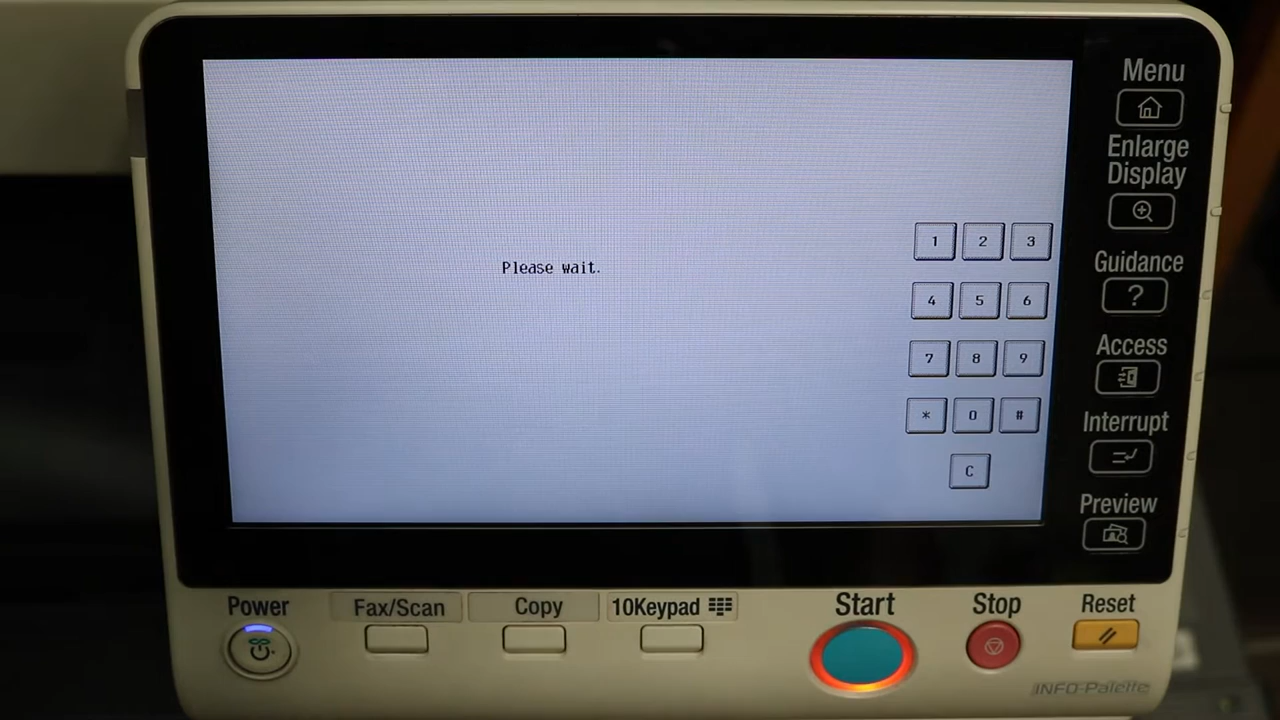 Menu
Enlarge
Display
Guidance
?
Access
Interrupt
Preview
Please wait.
1 2 3
4 5 6
7 8 9
* 0 #
C
Power
Fax/Scan
Copy
10Keypad
Start
Stop
Reset
INFO-Palette